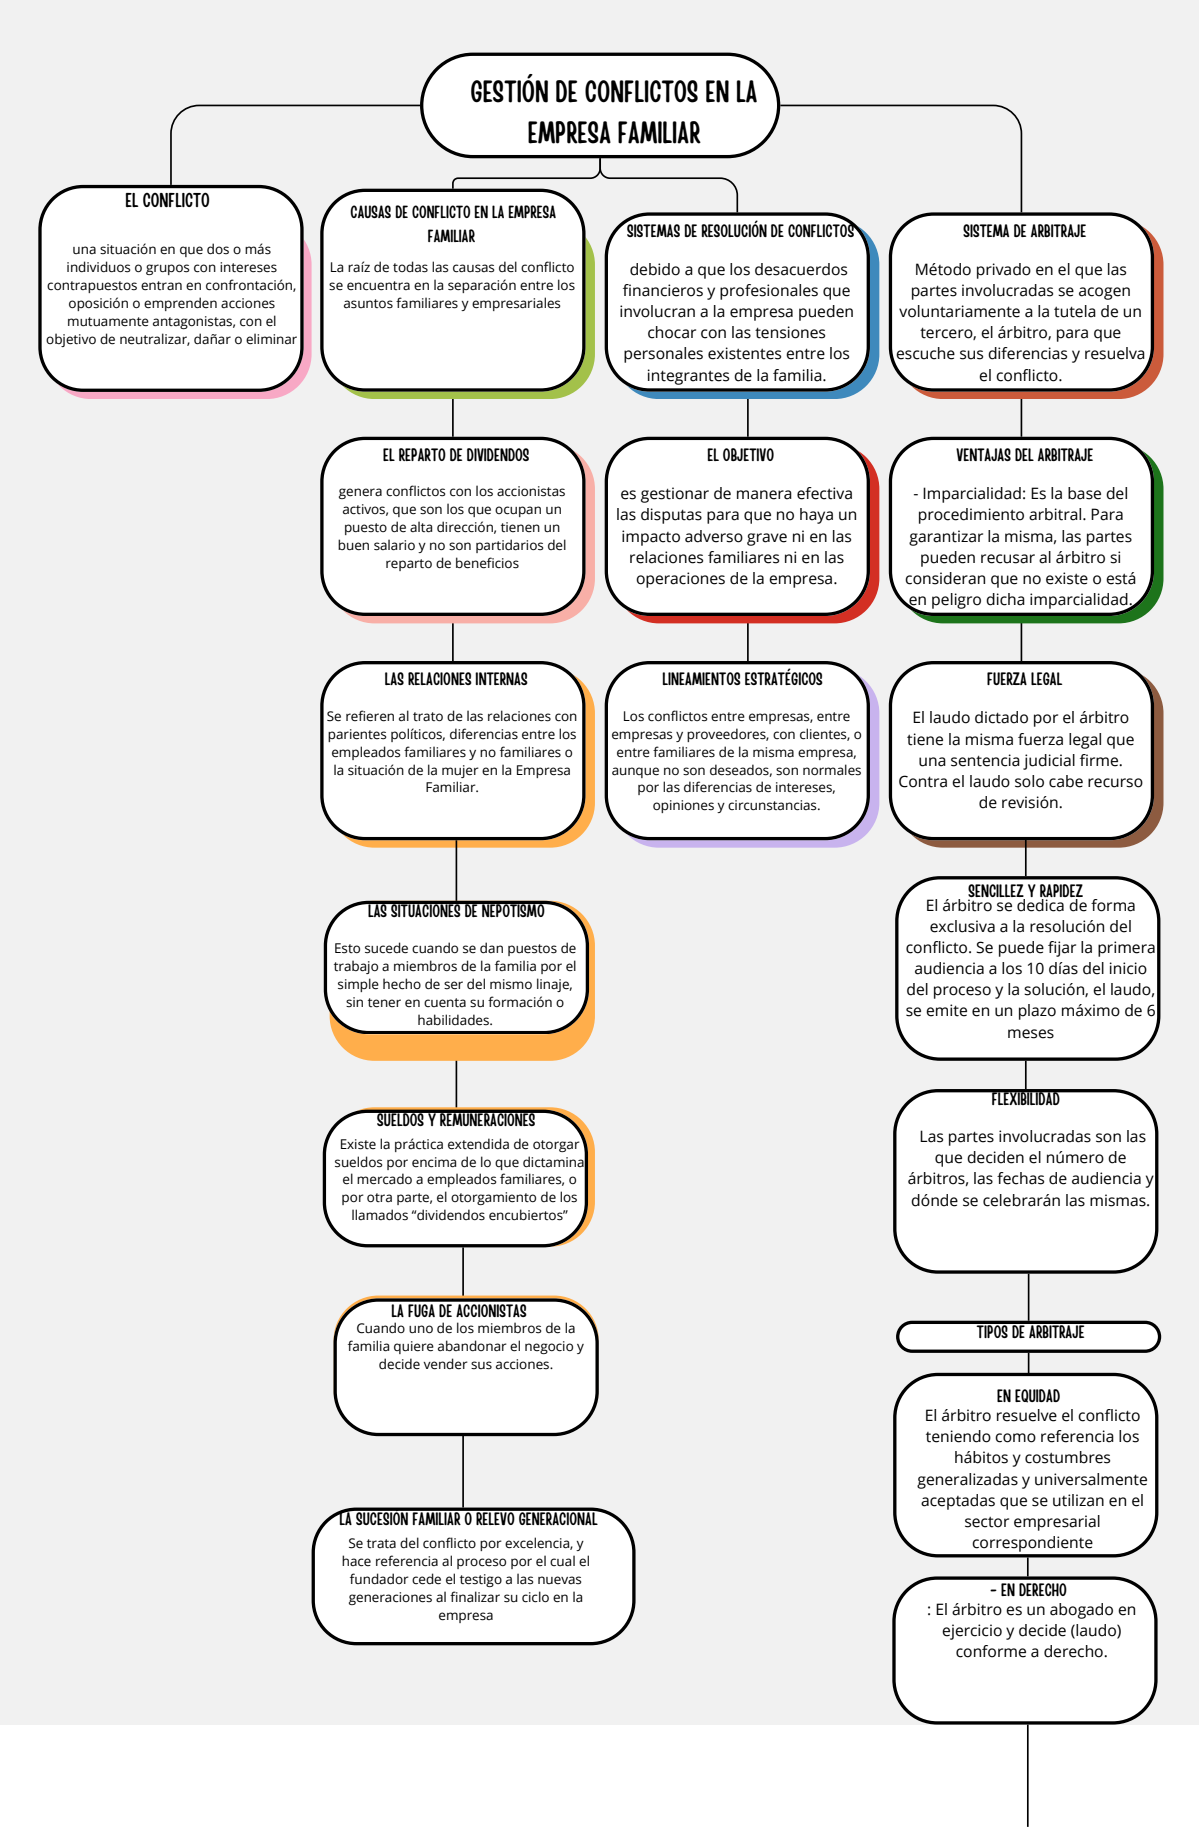 GESTIÓN DE CONFLICTOS EN LA
EMPRESA FAMILIAR
EL CONFLICTO
una situación en que dos o más
individuos o grupos con intereses
contrapuestos entran en confrontación,
oposición o emprenden acciones
mutuamente antagonistas, con el
objetivo de neutralizar, dañar o eliminar
CAUSAS DE CONFLICTO EN LA EMPRESA
FAMILIAR
La raíz de todas las causas del conflicto
se encuentra en la separación entre los
asuntos familiares y empresariales
EL REPARTO DE DIVIDENDOS
genera conflictos con los accionistas
activos, que son los que ocupan un
puesto de alta dirección, tienen un
buen salario y no son partidarios del
reparto de beneficios
LAS RELACIONES INTERNAS
Se refieren al trato de las relaciones con
parientes políticos, diferencias entre los
empleados familiares y no familiares o
la situación de la mujer en la Empresa
Familiar.
LAS SITUACIONES DE NEPOTISMO
Esto sucede cuando se dan puestos de
trabajo a miembros de la familia por el
simple hecho de ser del mismo linaje,
sin tener en cuenta su formación o
habilidades.
SUELDOS Y REMUNERACIONES
Existe la práctica extendida de otorgar
sueldos por encima de lo que dictamina
el mercado a empleados familiares, o
por otra parte, el otorgamiento de los
llamados “dividendos encubiertos”
LA FUGA DE ACCIONISTAS
Cuando uno de los miembros de la
familia quiere abandonar el negocio y
decide vender sus acciones.
LA SUCESIÓN FAMILIAR O RELEVO GENERACIONAL
Se trata del conflicto por excelencia, y
hace referencia al proceso por el cual el
fundador cede el testigo a las nuevas
generaciones al finalizar su ciclo en la
empresa
SISTEMAS DE RESOLUCIÓN DE CONFLICTOS
debido a que los desacuerdos
financieros y profesionales que
involucran a la empresa pueden
chocar con las tensiones
personales existentes entre los
integrantes de la familia.
EL OBJETIVO
es gestionar de manera efectiva
las disputas para que no haya un
impacto adverso grave ni en las
relaciones familiares ni en las
operaciones de la empresa.
LINEAMIENTOS ESTRATÉGICOS
Los conflictos entre empresas, entre
empresas y proveedores, con clientes, o
entre familiares de la misma empresa,
aunque no son deseados, son normales
por las diferencias de intereses,
opiniones y circunstancias.
SISTEMA DE ARBITRAJE
Método privado en el que las
partes involucradas se acogen
voluntariamente a la tutela de un
tercero, el árbitro, para que
escuche sus diferencias y resuelva
el conflicto.
VENTAJAS DEL ARBITRAJE
- Imparcialidad: Es la base del
procedimiento arbitral. Para
garantizar la misma, las partes
pueden recusar al árbitro si
consideran que no existe o está
en peligro dicha imparcialidad.
FUERZA LEGAL
El laudo dictado por el árbitro
tiene la misma fuerza legal que
una sentencia judicial firme.
Contra el laudo solo cabe recurso
de revisión.
SENCILLEZ Y RAPIDEZ
El árbitro se dedica de forma
exclusiva a la resolución del
conflicto. Se puede fijar la primera
audiencia a los 10 días del inicio
del proceso y la solución, el laudo,
se emite en un plazo máximo de 6
meses
FLEXIBILIDAD
Las partes involucradas son las
que deciden el número de
árbitros, las fechas de audiencia y
dónde se celebrarán las mismas.
TIPOS DE ARBITRAJE
EN EQUIDAD
El árbitro resuelve el conflicto
teniendo como referencia los
hábitos y costumbres
generalizadas y universalmente
aceptadas que se utilizan en el
sector empresarial
correspondiente
- EN DERECHO
: El árbitro es un abogado en
ejercicio y decide (laudo)
conforme a derecho.